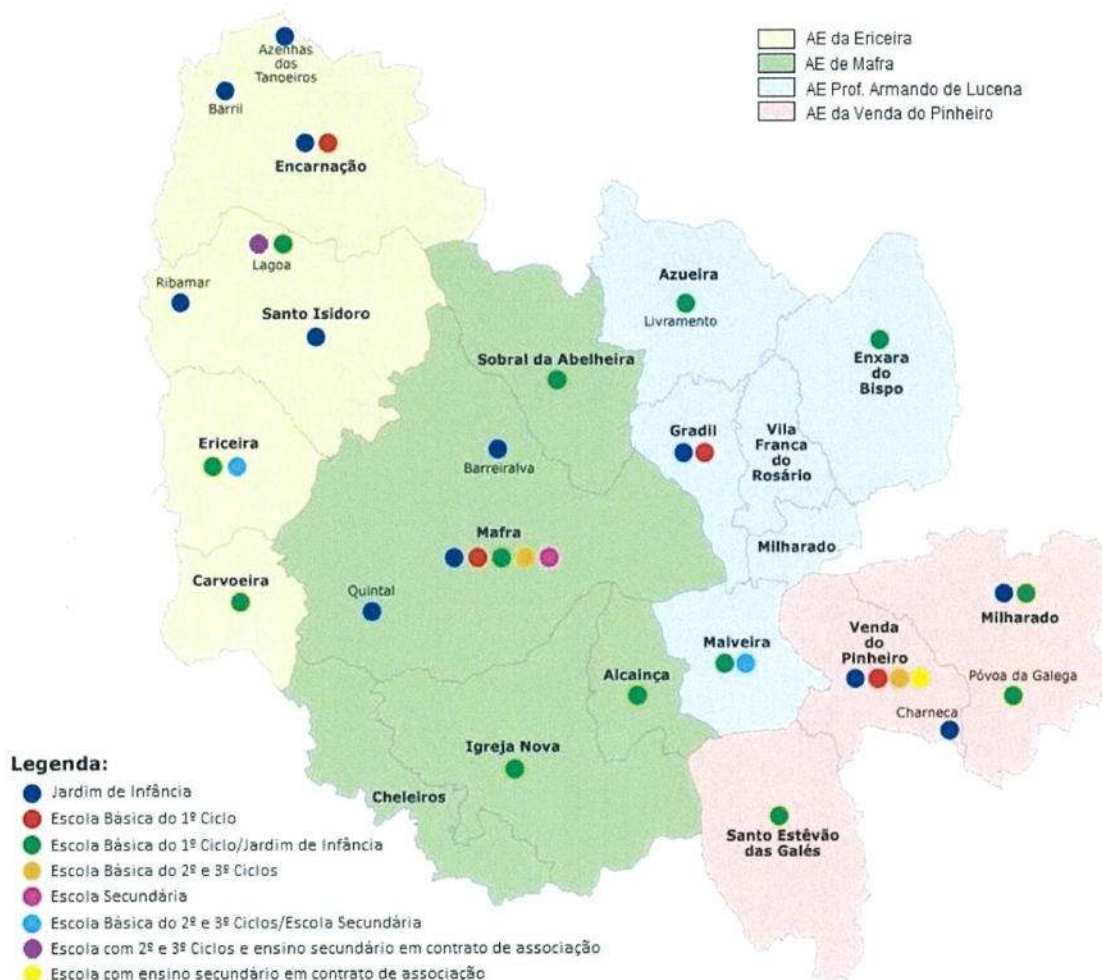 AE da Ericeira
AE de Mafra
AE Prof. Armando de Lucena
AE da Venda do Pinheiro
Azenhas
dos
Tanoeiros
Barril
Encarnação
Lagoa
Ribamar
Santo Isidoro
Azueira
Livramento
Sobral da Abelheira
Enxara
do
Bispo
Ericeira
Barreiralva
Gradil
Vila
Franca
do
Rosário
Mafra
Milharado
Carvoeira
Quintal
Malveira
Venda
do
Pinheiro
Milharado
Alcainça
Póvoa da Galega
Charneca
Igreja Nova
Cheleiros
Santo Estêvão
das Galés
Legenda:
Jardim de Infância
Escola Básica do 1º Ciclo
Escola Básica do 1º Ciclo/Jardim de Infância
Escola Básica do 2º e 3º Ciclos
Escola Secundária
Escola Básica do 2º e 3º Ciclos/Escola Secundária
Escola com 2º e 3º Ciclos e ensino secundário em contrato de associação
Escola com ensino secundário em contrato de associação